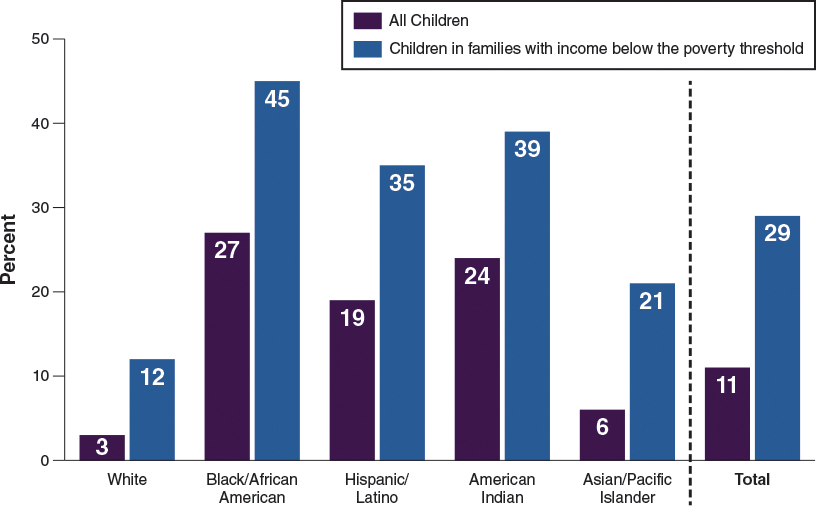 All Children
Children in families with income below the poverty threshold
50
40
30
20
10
0
Percent
3
12
27
45
19
35
24
39
6
21
11
29
White
Black/African
American
Hispanic/
Latino
American
Indian
Asian/Pacific
Islander
Total